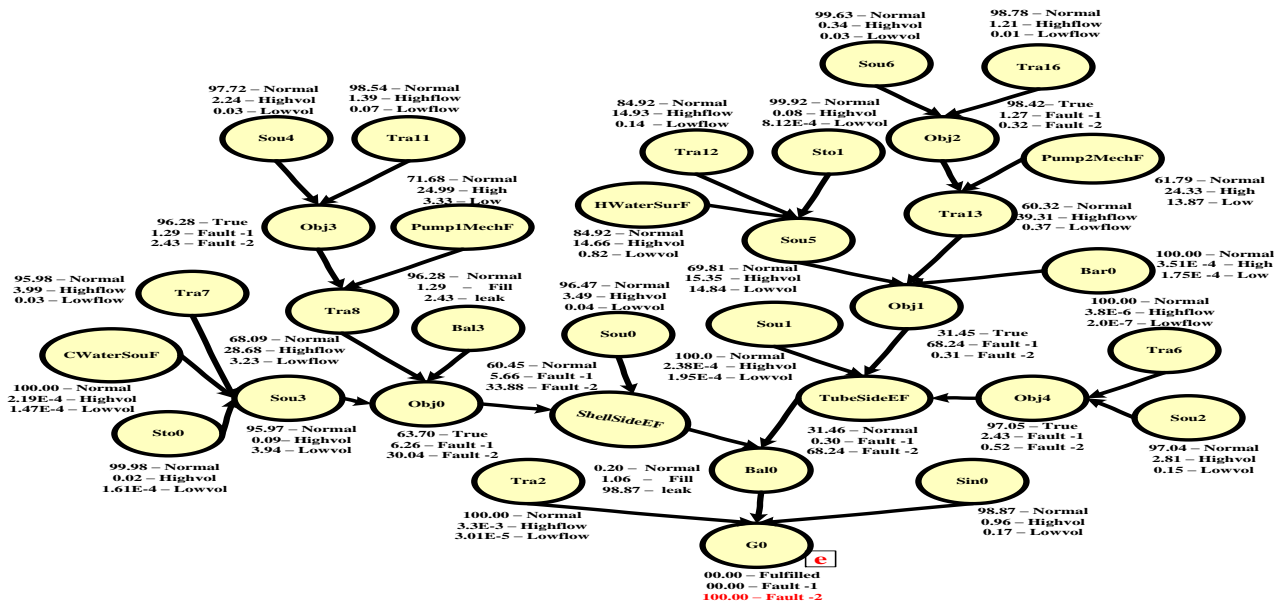 99.63 – Normal
0.34 – Highvol
0.03 – Lowvol
Sou6
98.78 – Normal
1.21 – Highflow
0.01 – Lowflow
Tra16
97.72 – Normal
2.24 – Highvol
0.03 – Lowvol
Sou4
98.54 – Normal
1.39 – Highflow
0.07 – Lowflow
Tra11
84.92 – Normal
14.93 – Highflow
0.14 – Lowflow
Tra12
99.92 – Normal
0.08 – Highvol
8.12E-4 – Lowvol
Sto1
98.42– True
1.27 – Fault -1
0.32 – Fault -2
Obj2
Pump2MechF
61.79 – Normal
24.33 – High
13.87 – Low
71.68 – Normal
24.99 – High
3.33 – Low
Pump1MechF
96.28 – True
1.29 – Fault -1
2.43 – Fault -2
Obj3
HWaterSurF
84.92 – Normal
14.66 – Highvol
0.82 – Lowvol
Sou5
Tra13
60.32 – Normal
39.31 – Highflow
0.37 – Lowflow
95.98 – Normal
3.99 – Highflow
0.03 – Lowflow
Tra7
96.28 – Normal
1.29 – Fill
2.43 – leak
Bal3
Tra8
96.47 – Normal
3.49 – Highvol
0.04 – Lowvol
Sou0
69.81 – Normal
15.35 – Highvol
14.84 – Lowvol
Sou1
Obj1
Bar0
100.00 – Normal
3.51E -4 – High
1.75E -4 – Low
31.45 – True
68.24 – Fault -1
0.31 – Fault -2
100.00 – Normal
3.8E-6 – Highflow
2.0E-7 – Lowflow
Tra6
CWaterSouF
100.00 – Normal
2.19E-4 – Highvol
1.47E-4 – Lowvol
68.09 – Normal
28.68 – Highflow
3.23 – Lowflow
60.45 – Normal
5.66 – Fault -1
33.88 – Fault -2
100.0 – Normal
2.38E-4 – Highvol
1.95E-4 – Lowvol
Sou3
Obj0
ShellSideEF
TubeSideEF
Obj4
Sou2
Sto0
95.97 – Normal
0.09– Highvol
3.94 – Lowvol
63.70 – True
6.26 – Fault -1
30.04 – Fault -2
31.46 – Normal
0.30 – Fault -1
68.24 – Fault -2
97.05 – True
2.43 – Fault -1
0.52 – Fault -2
97.04 – Normal
2.81 – Highvol
0.15 – Lowvol
99.98 – Normal
0.02 – Highvol
1.61E-4 – Lowvol
0.20 – Normal
1.06 – Fill
98.87 – leak
Bal0
Tra2
100.00 – Normal
3.3E-3 – Highflow
3.01E-5 – Lowflow
Sin0
98.87 – Normal
0.96 – Highvol
0.17 – Lowvol
G0
e
00.00 – Fulfilled
00.00 – Fault -1
100.00 – Fault -2